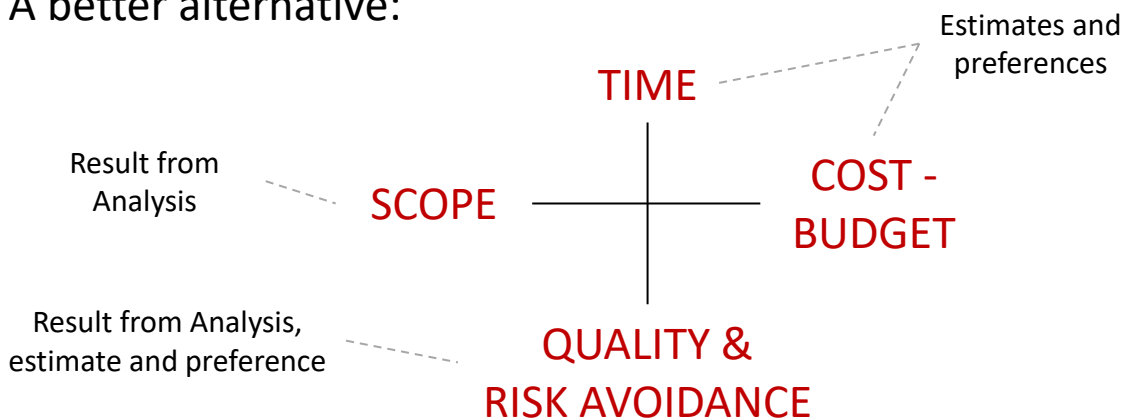 A better alternative:
Estimates and
preferences
TIME
Result from
Analysis
SCOPE
COST -
BUDGET
Result from Analysis,
estimate and preference
QUALITY &
RISK AVOIDANCE